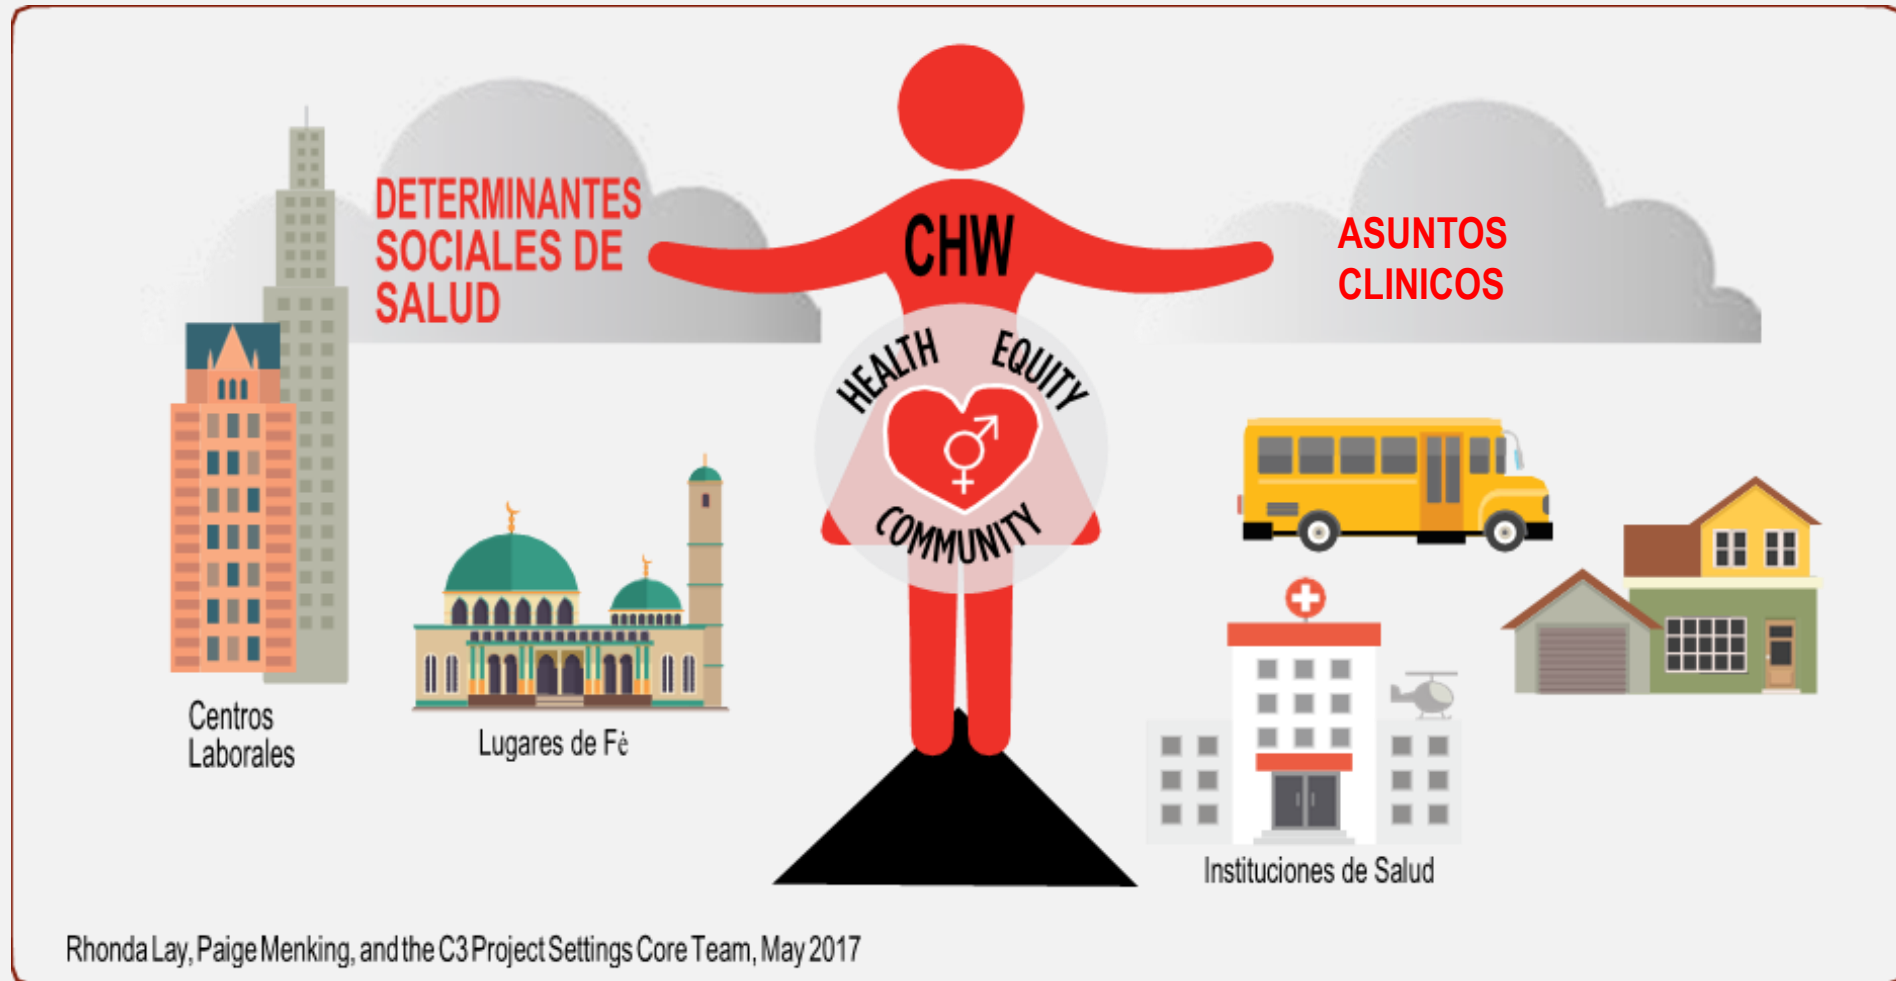 DETERMINANTES
SOCIALES DE
SALUD
CHW
ASUNTOS
CLINICOS
HEALTH EQUITY
COMMUNITY
Centros
Laborales
Lugares de Fė
Instituciones de Salud
Rhonda Lay, Paige Menking, and the C3 Project Settings Core Team, May 2017